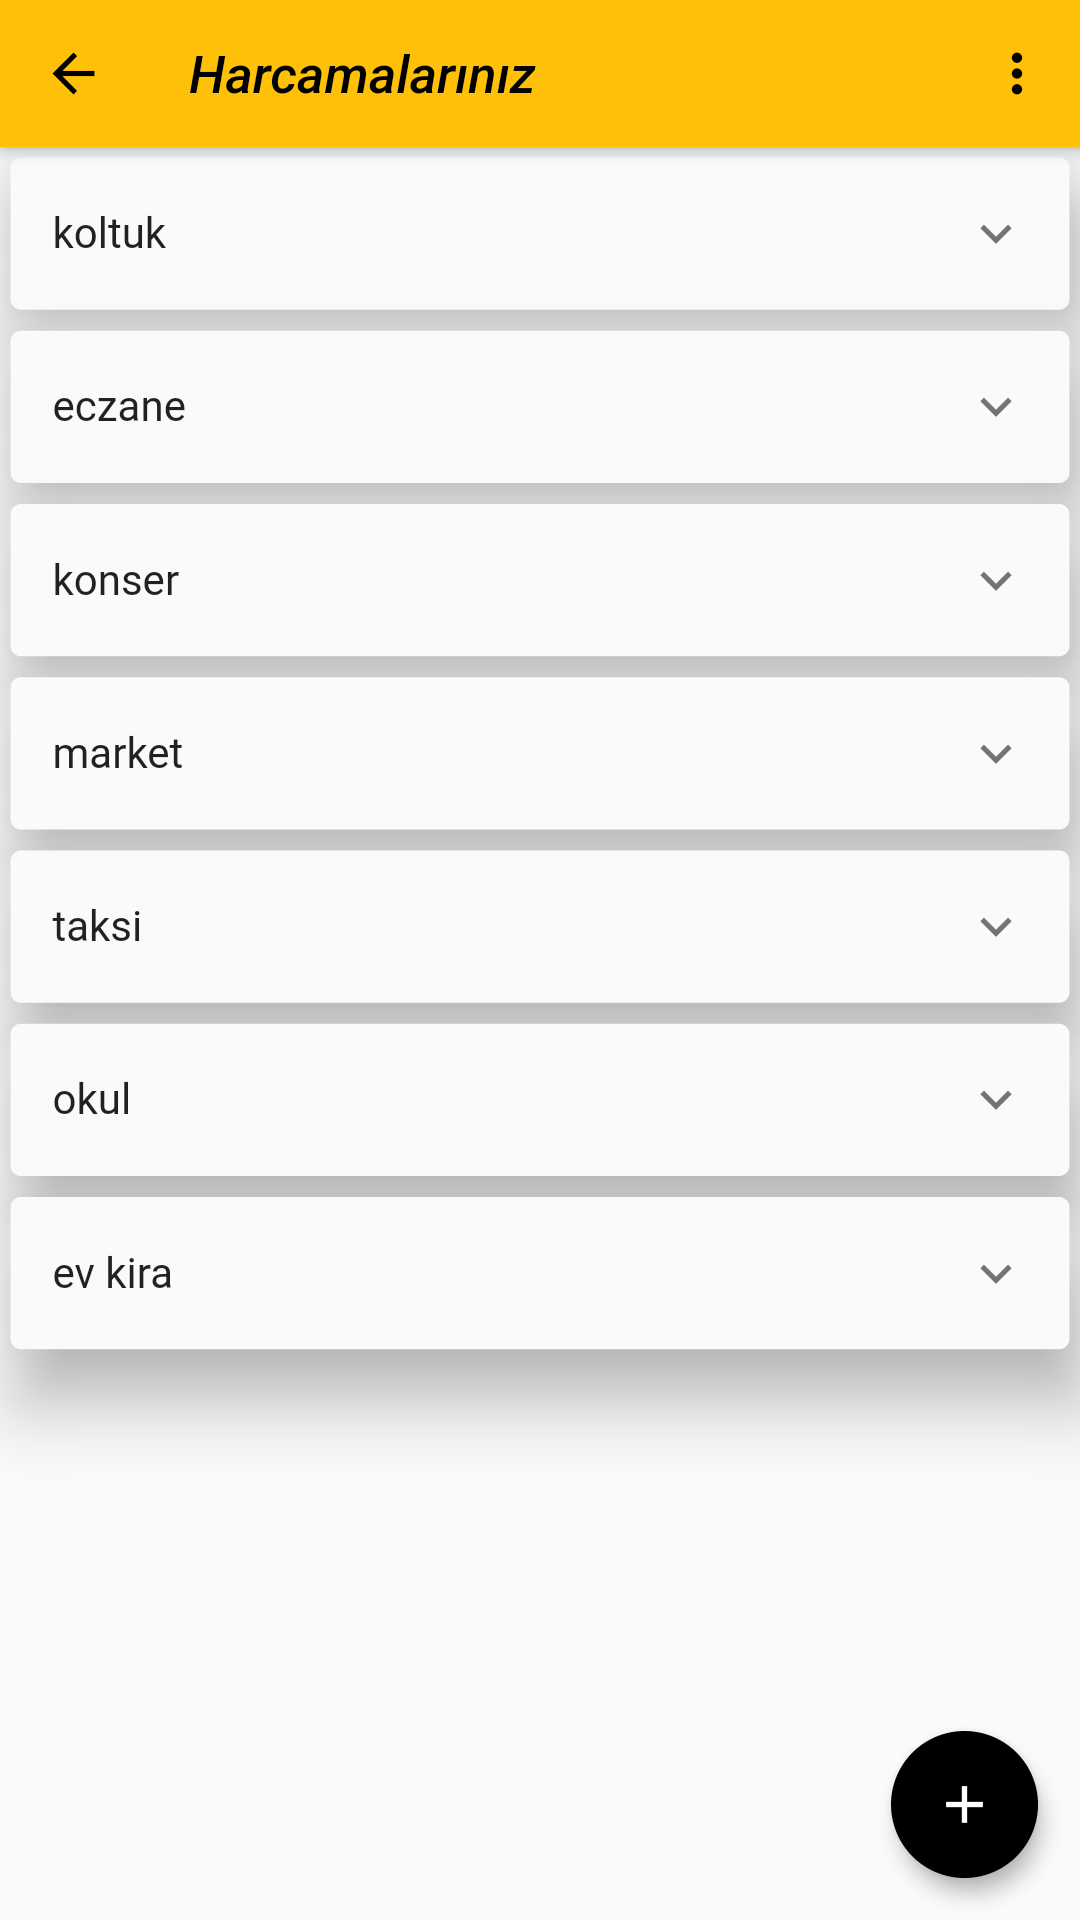 Harcamalarınız
koltuk
eczane
konser
market
taksi
okul
ev kira